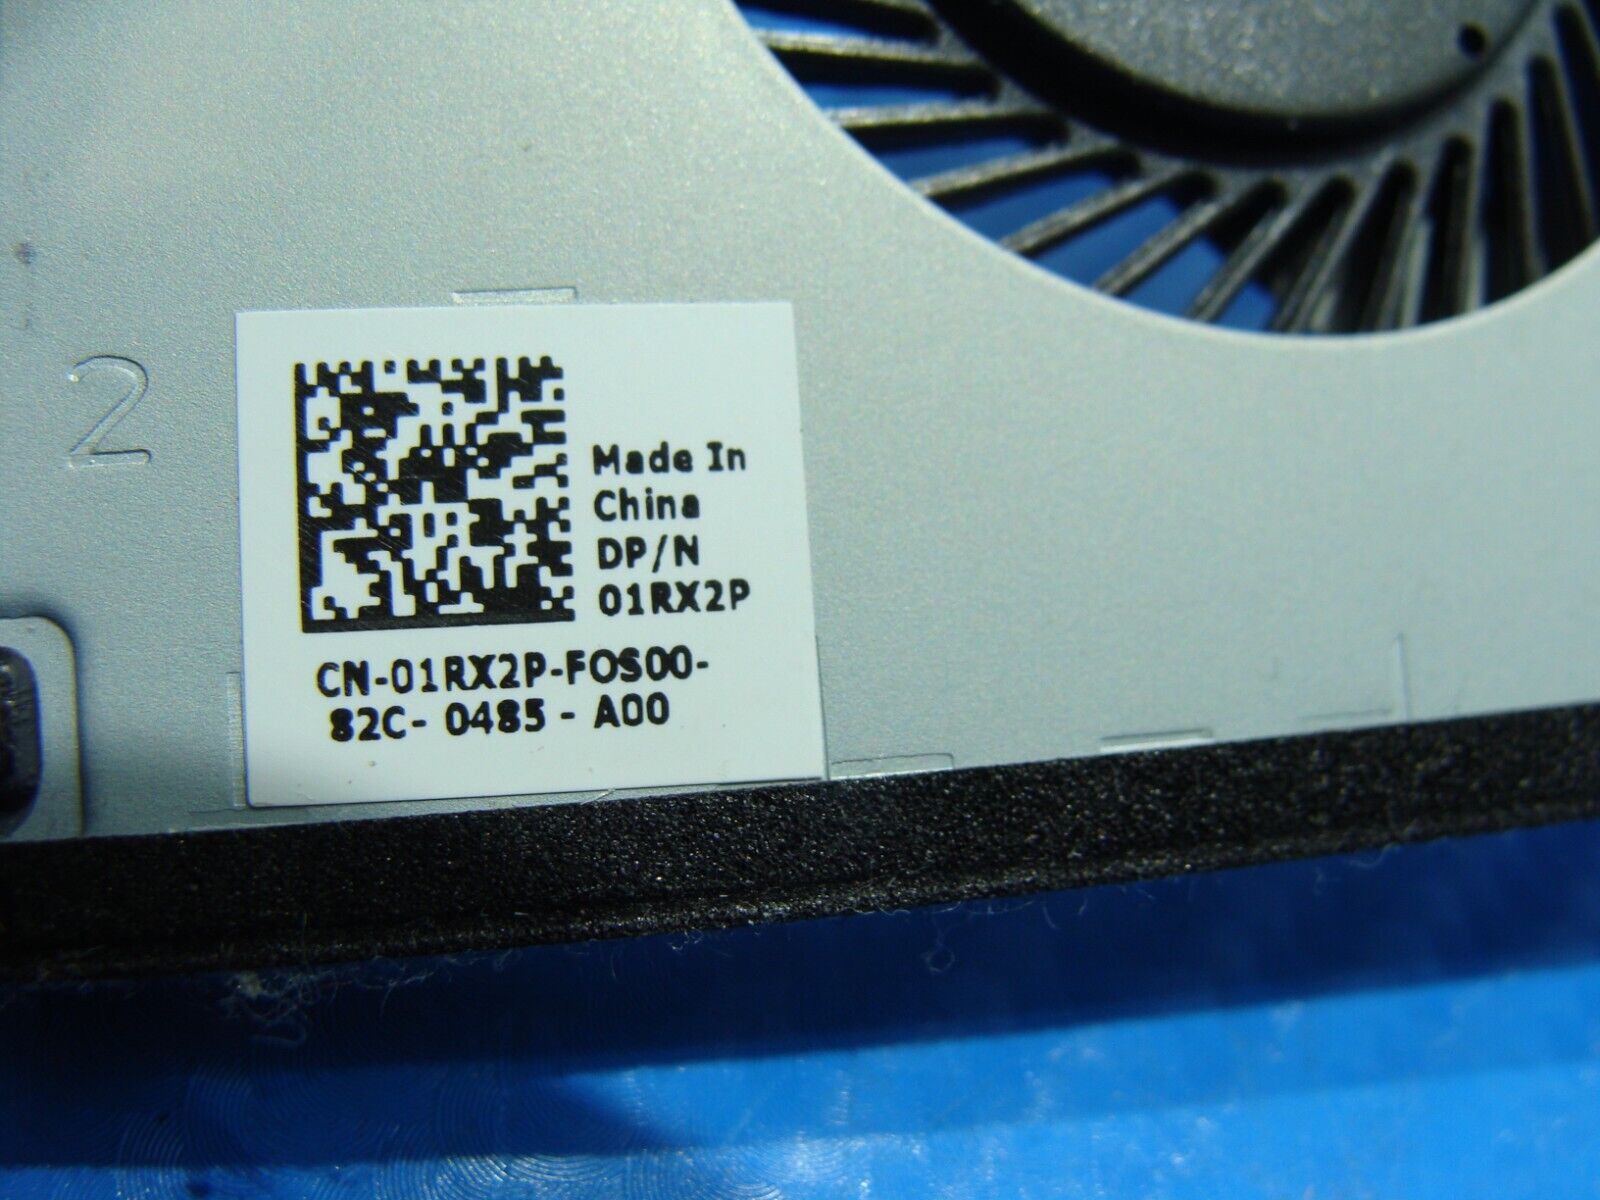 2
Made In
China
DP/N
01RX2P
CN-01RX2P-FOS00-
82C- 0485 - A00